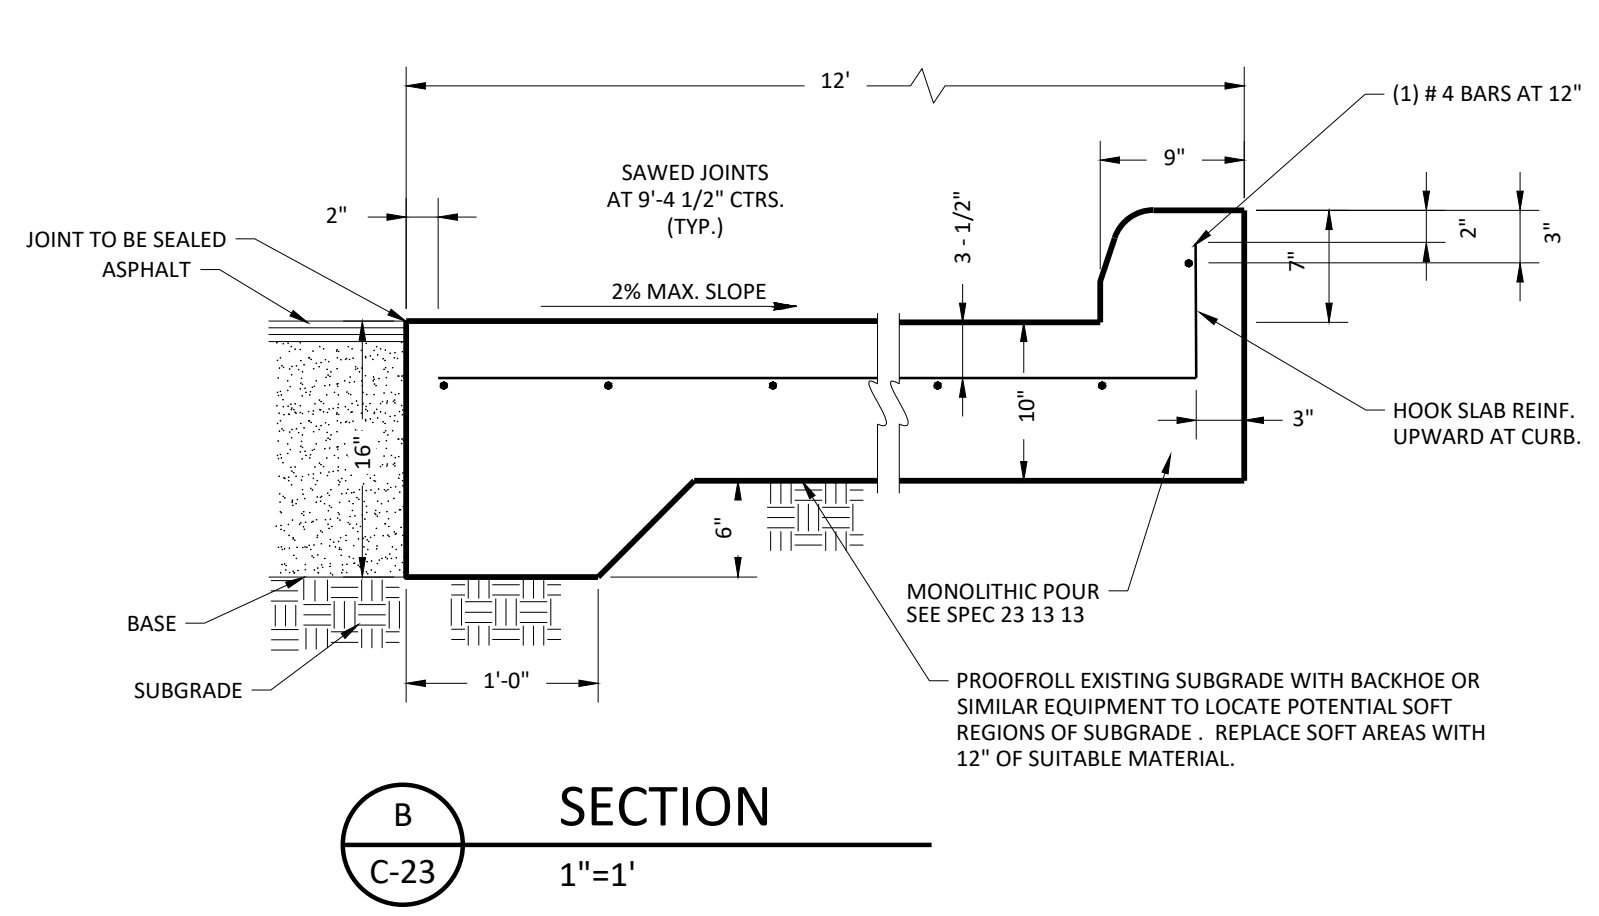 12'
(1) # 4 BARS AT 12"
9"
SAWED JOINTS
AT 9'-4 1/2" CTRS.
(TYP.)
2"
3 - 1/2"
2"
3"
7"
JOINT TO BE SEALED
ASPHALT
2% MAX. SLOPE
16"
10"
3"
HOOK SLAB REINF.
UPWARD AT CURB.
6"
MONOLITHIC POUR
SEE SPEC 23 13 13
BASE
SUBGRADE
1'-0"
PROOFROLL EXISTING SUBGRADE WITH BACKHOE OR
SIMILAR EQUIPMENT TO LOCATE POTENTIAL SOFT
REGIONS OF SUBGRADE . REPLACE SOFT AREAS WITH
12" OF SUITABLE MATERIAL.
B
C-23
SECTION
1"=1'